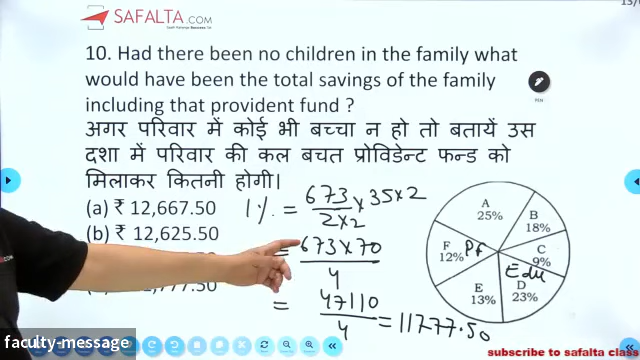 SAFALTA.COM
10. Had there been no children in the family what
would have been the total savings of the family
including that provident fund ?
अगर परिवार में कोई भी बच्चा न हो तो बतायें उस
दशा में परिवार की कल बचत प्रोविडेन्ट फन्ड को
मिलाकर कितनी होगी।
(a) ₹ 12,667.50
(b) ₹ 12,625.50
1% = 673/2×2 × 35×2
= 673×70/4
= 47110/4 = 11777.50
A
25%
B
18%
C
9%
Edu
D
23%
E
13%
F
12%
Pf
PEN
faculty-message
subscribe to safalta class